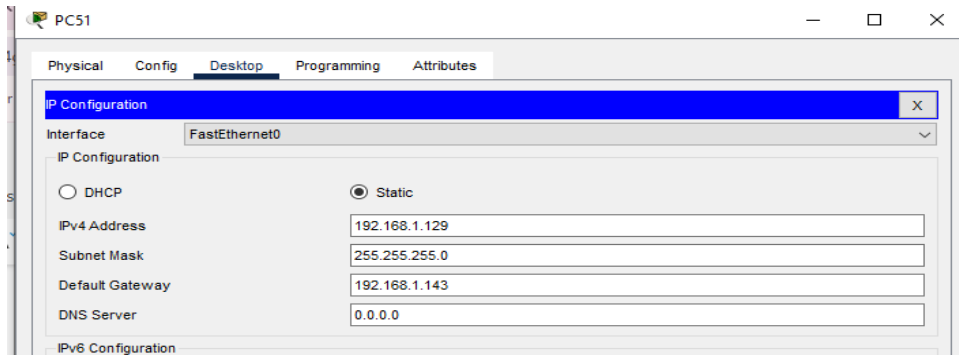 PC51
Physical Config Desktop Programming Attributes
IP Configuration X
Interface FastEthernet0
IP Configuration
DHCP Static
IPv4 Address 192.168.1.129
Subnet Mask 255.255.255.0
Default Gateway 192.168.1.143
DNS Server 0.0.0.0
IPv6 Configuration